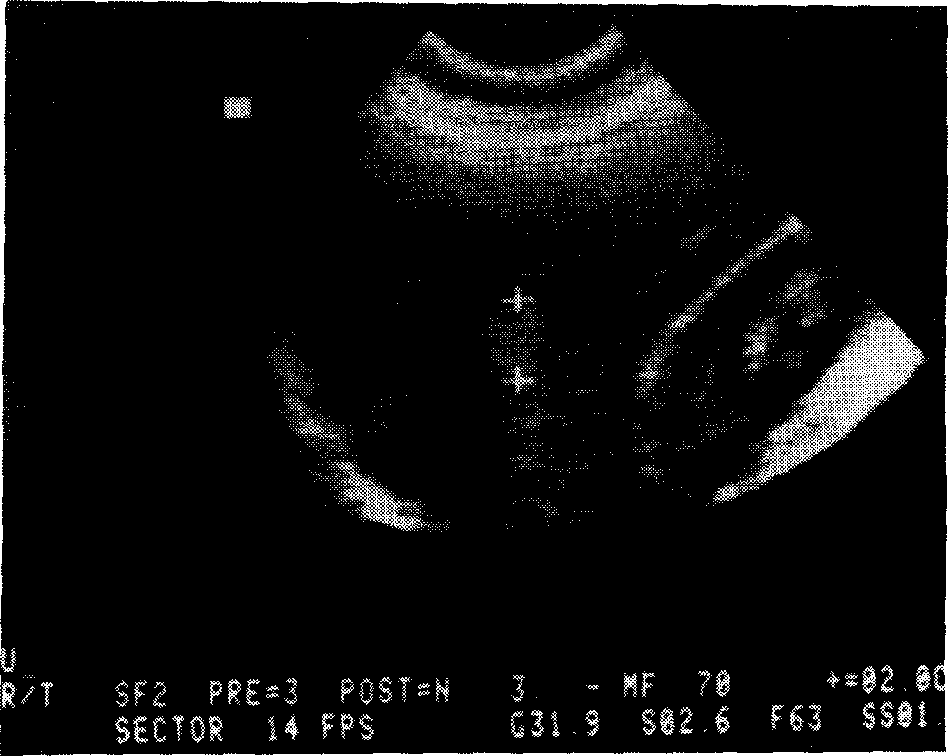 U
R/T SF2 PRE=3 POST=N 3. - MF 70 +=02.00
SECTOR 14 FPS G31.9 S02.6 F63 SS01.